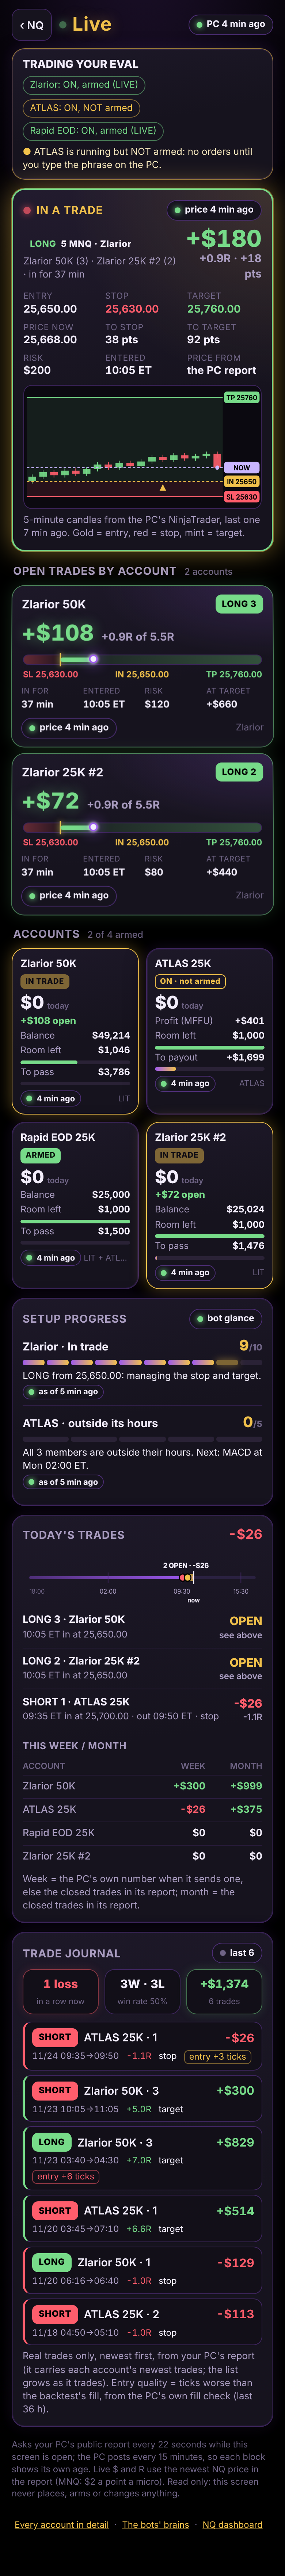 ‹ NQ
Live
PC 4 min ago
TRADING YOUR EVAL
Zlarior: ON, armed (LIVE)
ATLAS: ON, NOT armed
Rapid EOD: ON, armed (LIVE)
ATLAS is running but NOT armed: no orders until
you type the phrase on the PC.
IN A TRADE
price 4 min ago
LONG 5 MNQ · Zlarior
+$180
Zlarior 50K (3) · Zlarior 25K #2 (2)
· in for 37 min
+0.9R · +18
pts
ENTRY STOP TARGET
25,650.00 25,630.00 25,760.00
PRICE NOW TO STOP TO TARGET
25,668.00 38 pts 92 pts
RISK ENTERED PRICE FROM
$200 10:05 ET the PC report
TP 25760
NOW
IN 25650
SL 25630
5-minute candles from the PC's NinjaTrader, last one
7 min ago. Gold = entry, red = stop, mint = target.
OPEN TRADES BY ACCOUNT 2 accounts
Zlarior 50K
LONG 3
+$108 +0.9R of 5.5R
SL 25,630.00 IN 25,650.00 TP 25,760.00
IN FOR ENTERED RISK AT TARGET
37 min 10:05 ET $120 +$660
price 4 min ago Zlarior
Zlarior 25K #2
LONG 2
+$72 +0.9R of 5.5R
SL 25,630.00 IN 25,650.00 TP 25,760.00
IN FOR ENTERED RISK AT TARGET
37 min 10:05 ET $80 +$440
price 4 min ago Zlarior
ACCOUNTS 2 of 4 armed
Zlarior 50K
IN TRADE
$0 today
+$108 open
Balance $49,214
Room left $1,046
To pass $3,786
4 min ago LIT
ATLAS 25K
ON · not armed
$0 today
Profit (MFFU) +$401
Room left $1,000
To payout +$1,699
4 min ago ATLAS
Rapid EOD 25K
ARMED
$0 today
Balance $25,000
Room left $1,000
To pass $1,500
4 min ago LIT + ATL...
Zlarior 25K #2
IN TRADE
$0 today
+$72 open
Balance $25,024
Room left $1,000
To pass $1,476
4 min ago LIT
SETUP PROGRESS
bot glance
Zlarior · In trade 9/10
LONG from 25,650.00: managing the stop and target.
as of 5 min ago
ATLAS · outside its hours 0/5
All 3 members are outside their hours. Next: MACD at
Mon 02:00 ET.
as of 5 min ago
TODAY'S TRADES -$26
2 OPEN · -$26
18:00 02:00 09:30 15:30
now
LONG 3 · Zlarior 50K OPEN
10:05 ET in at 25,650.00 see above
LONG 2 · Zlarior 25K #2 OPEN
10:05 ET in at 25,650.00 see above
SHORT 1 · ATLAS 25K -$26
09:35 ET in at 25,700.00 · out 09:50 ET · stop -1.1R
THIS WEEK / MONTH
ACCOUNT WEEK MONTH
Zlarior 50K +$300 +$999
ATLAS 25K -$26 +$375
Rapid EOD 25K $0 $0
Zlarior 25K #2 $0 $0
Week = the PC's own number when it sends one,
else the closed trades in its report; month = the
closed trades in its report.
TRADE JOURNAL
last 6
1 loss
in a row now
3W · 3L
win rate 50%
+$1,374
6 trades
SHORT ATLAS 25K · 1 -$26
11/24 09:35→09:50 -1.1R stop entry +3 ticks
SHORT Zlarior 50K · 3 +$300
11/23 10:05→11:05 +5.0R target
LONG Zlarior 50K · 3 +$829
11/23 03:40→04:30 +7.0R target
entry +6 ticks
SHORT ATLAS 25K · 1 +$514
11/20 03:45→07:10 +6.6R target
LONG Zlarior 50K · 1 -$129
11/20 06:16→06:40 -1.0R stop
SHORT ATLAS 25K · 2 -$113
11/18 04:50→05:10 -1.0R stop
Real trades only, newest first, from your PC's report
(it carries each account's newest trades; the list
grows as it trades). Entry quality = ticks worse than
the backtest's fill, from the PC's own fill check (last
36 h).
Asks your PC's public report every 22 seconds while this
screen is open; the PC posts every 15 minutes, so each block
shows its own age. Live $ and R use the newest NQ price in
the report (MNQ: $2 a point a micro). Read only: this screen
never places, arms or changes anything.
Every account in detail · The bots' brains · NQ dashboard